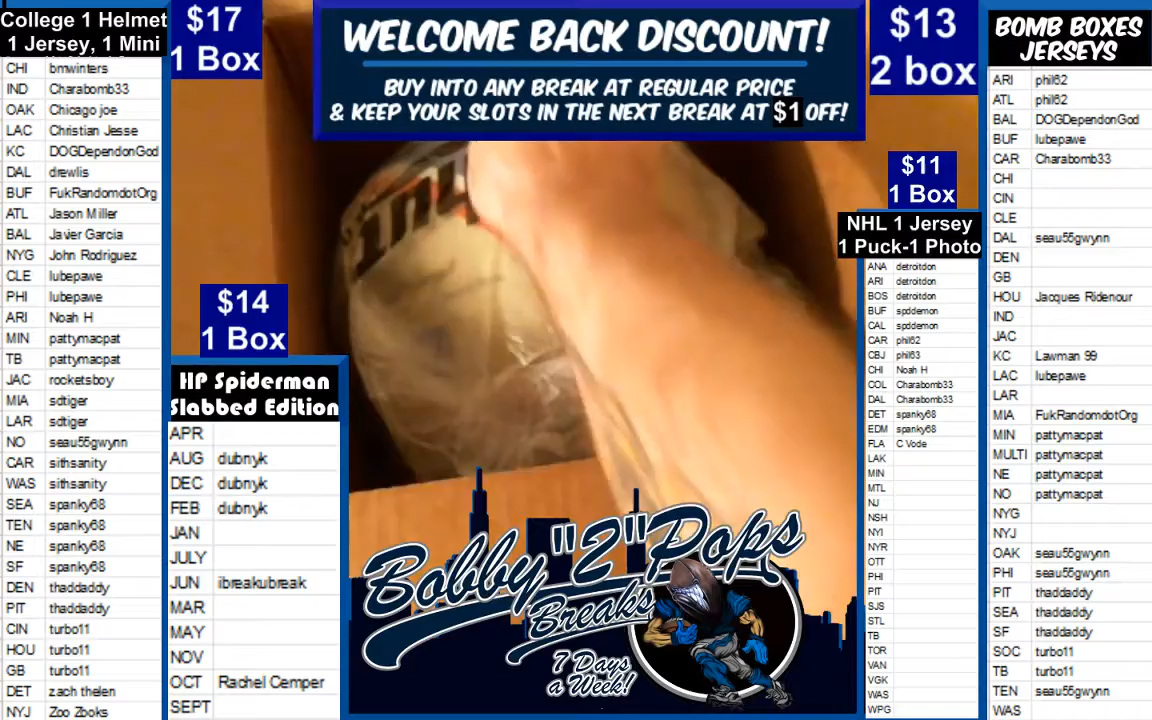 College 1 Helmet
1 Jersey, 1 Mini
CHI bmwinters
IND Charabomb33
OAK Chicago joe
LAC Christian Jesse
KC DOGDependonGod
DAL drewlis
BUF FukRandomdotOrg
ATL Jason Miller
BAL Javier Garcia
NYG John Rodriguez
CLE lubepawe
PHI lubepawe
ARI Noah H
MIN pattymacpat
TB pattymacpat
JAC rocketsboy
MIA sdtiger
LAR sdtiger
NO seau55gwynn
CAR sithsanity
WAS sithsanity
SEA spanky68
TEN spanky68
NE spanky68
SF spanky68
DEN thaddaddy
PIT thaddaddy
CIN turbo11
HOU turbo11
GB turbo11
DET zach thelen
NYJ Zoo Zboks
$17
1 Box
$14
1 Box
HP Spiderman
Slabbed Edition
APR
AUG dubnyk
DEC dubnyk
FEB dubnyk
JAN
JULY
JUN ibreakubreak
MAR
MAY
NOV
OCT Rachel Cemper
SEPT
WELCOME BACK DISCOUNT!
BUY INTO ANY BREAK AT REGULAR PRICE
& KEEP YOUR SLOTS IN THE NEXT BREAK AT $1 OFF!
Bobby "2" Pops
Breaks
7 Days
a Week!
$13
2 box
$11
1 Box
NHL 1 Jersey
1 Puck-1 Photo
ANA detroitdon
ARI detroitdon
BOS detroitdon
BUF spddemon
CAL spddemon
CAR phil62
CBJ phil63
CHI Noah H
COL Charabomb33
DAL Charabomb33
DET spanky68
EDM spanky68
FLA C Vode
LAK
MIN
MTL
NJ
NSH
NYI
NYR
OTT
PHI
PIT
SJS
STL
TB
TOR
VAN
VGK
WAS
WPG
BOMB BOXES
JERSEYS
ARI phil62
ATL phil62
BAL DOGDependonGod
BUF lubepawe
CAR Charabomb33
CHI
CIN
CLE
DAL seau55gwynn
DEN
GB
HOU Jacques Ridenour
IND
JAC
KC Lawman 99
LAC lubepawe
LAR
MIA FukRandomdotOrg
MIN pattymacpat
MULTI pattymacpat
NE pattymacpat
NO pattymacpat
NYG
NYJ
OAK seau55gwynn
PHI seau55gwynn
PIT thaddaddy
SEA thaddaddy
SF thaddaddy
SOC turbo11
TB turbo11
TEN seau55gwynn
WAS